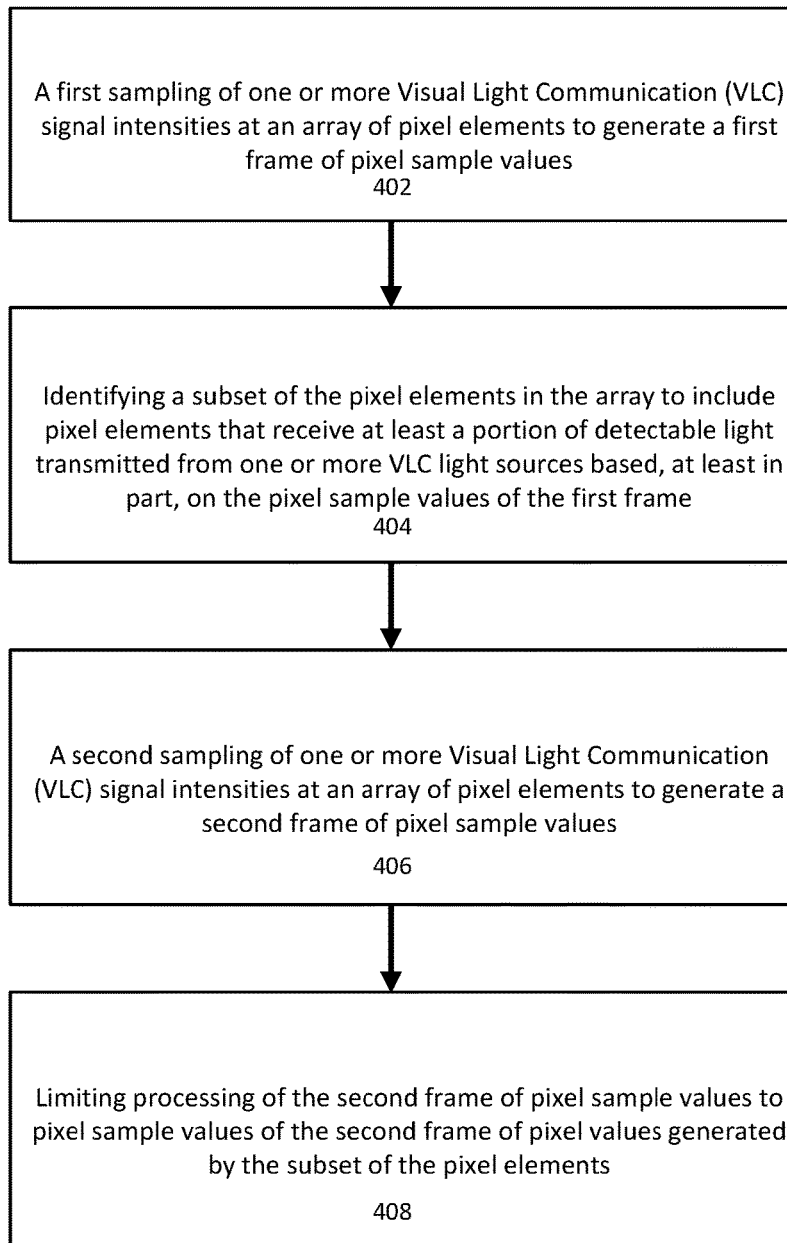 A first sampling of one or more Visual Light Communication (VLC)
signal intensities at an array of pixel elements to generate a first
frame of pixel sample values
402
Identifying a subset of the pixel elements in the array to include
pixel elements that receive at least a portion of detectable light
transmitted from one or more VLC light sources based, at least in
part, on the pixel sample values of the first frame
404
A second sampling of one or more Visual Light Communication
(VLC) signal intensities at an array of pixel elements to generate a
second frame of pixel sample values
406
Limiting processing of the second frame of pixel sample values to
pixel sample values of the second frame of pixel values generated
by the subset of the pixel elements
408